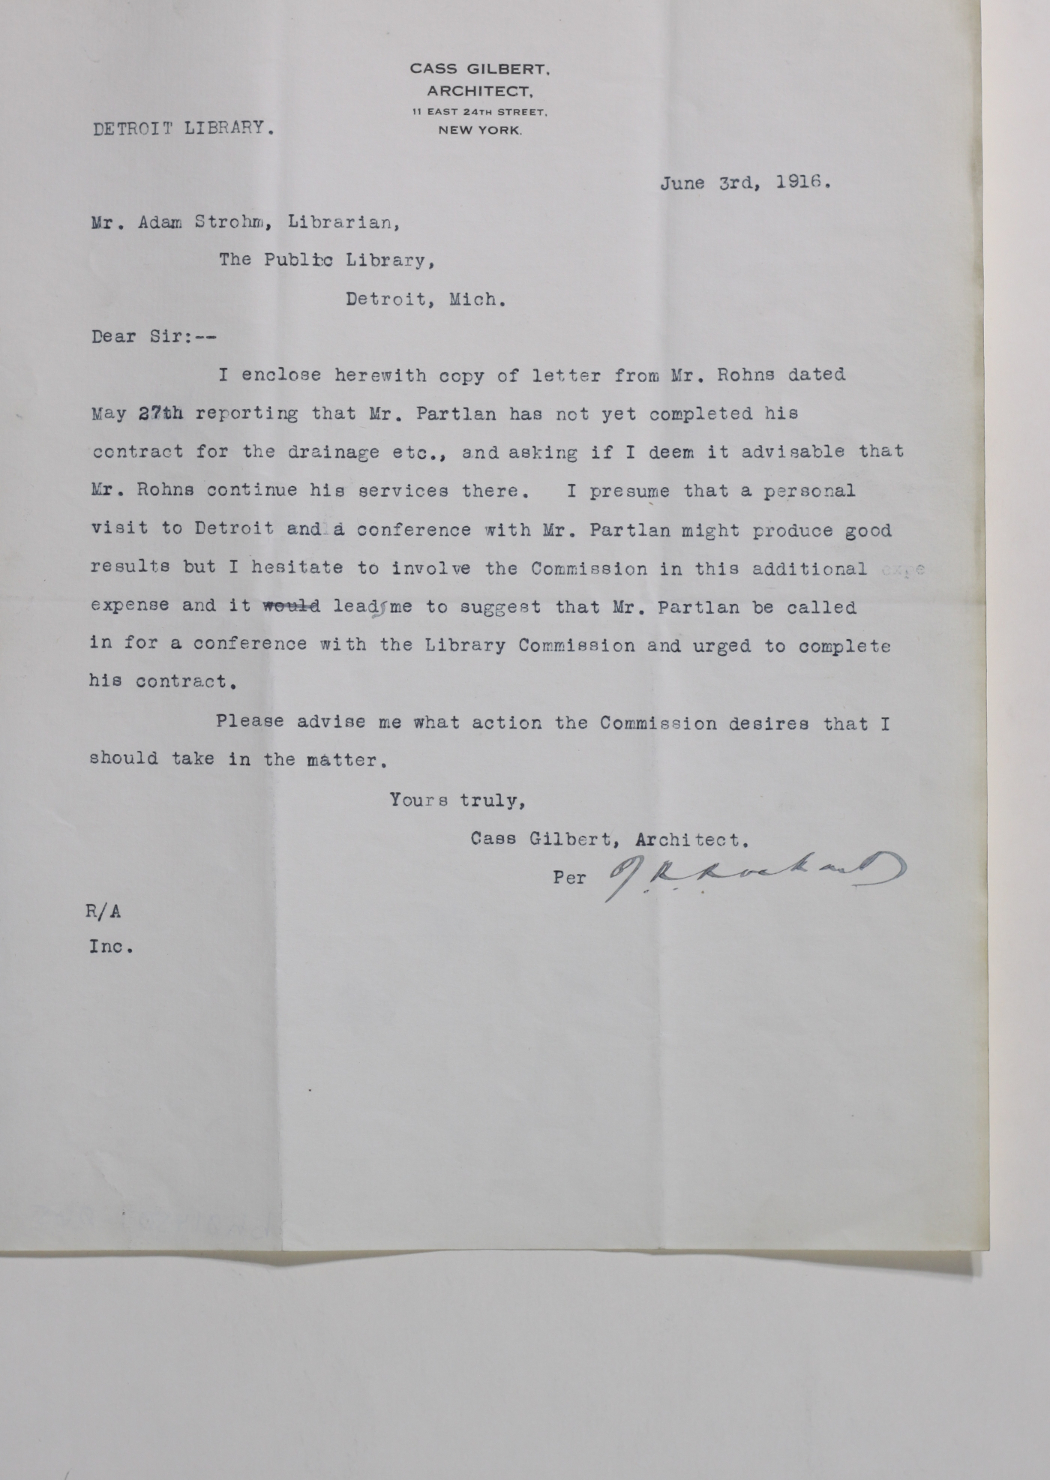 CASS GILBERT,
ARCHITECT,
11 EAST 24TH STREET,
NEW YORK.
DETROIT LIBRARY.
June 3rd, 1916.
Mr. Adam Strohm, Librarian,
The Public Library,
Detroit, Mich.
Dear Sir:--
I enclose herewith copy of letter from Mr. Rohns dated
May 27th reporting that Mr. Partlan has not yet completed his
contract for the drainage etc., and asking if I deem it advisable that
Mr. Rohns continue his services there. I presume that a personal
visit to Detroit and a conference with Mr. Partlan might produce good
results but I hesitate to involve the Commission in this additional expe
expense and it would leads me to suggest that Mr. Partlan be called
in for a conference with the Library Commission and urged to complete
his contract.
Please advise me what action the Commission desires that I
should take in the matter.
Yours truly,
Cass Gilbert, Architect.
Per
R/A
Inc.